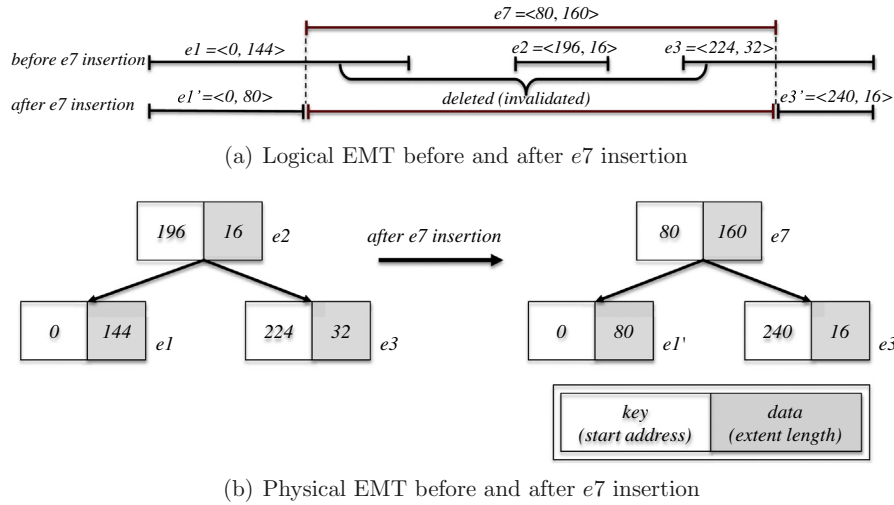 e7 =<80, 160>
e1 =<0, 144>
e2 =<196, 16>
e3 =<224, 32>
before e7 insertion
after e7 insertion
e1’=<0, 80>
deleted (invalidated)
e3’=<240, 16>
(a) Logical EMT before and after e7 insertion
196 16 e2
after e7 insertion
80 160 e7
0 144 e1
224 32 e3
0 80 e1'
240 16 e3
key
(start address)
data
(extent length)
(b) Physical EMT before and after e7 insertion